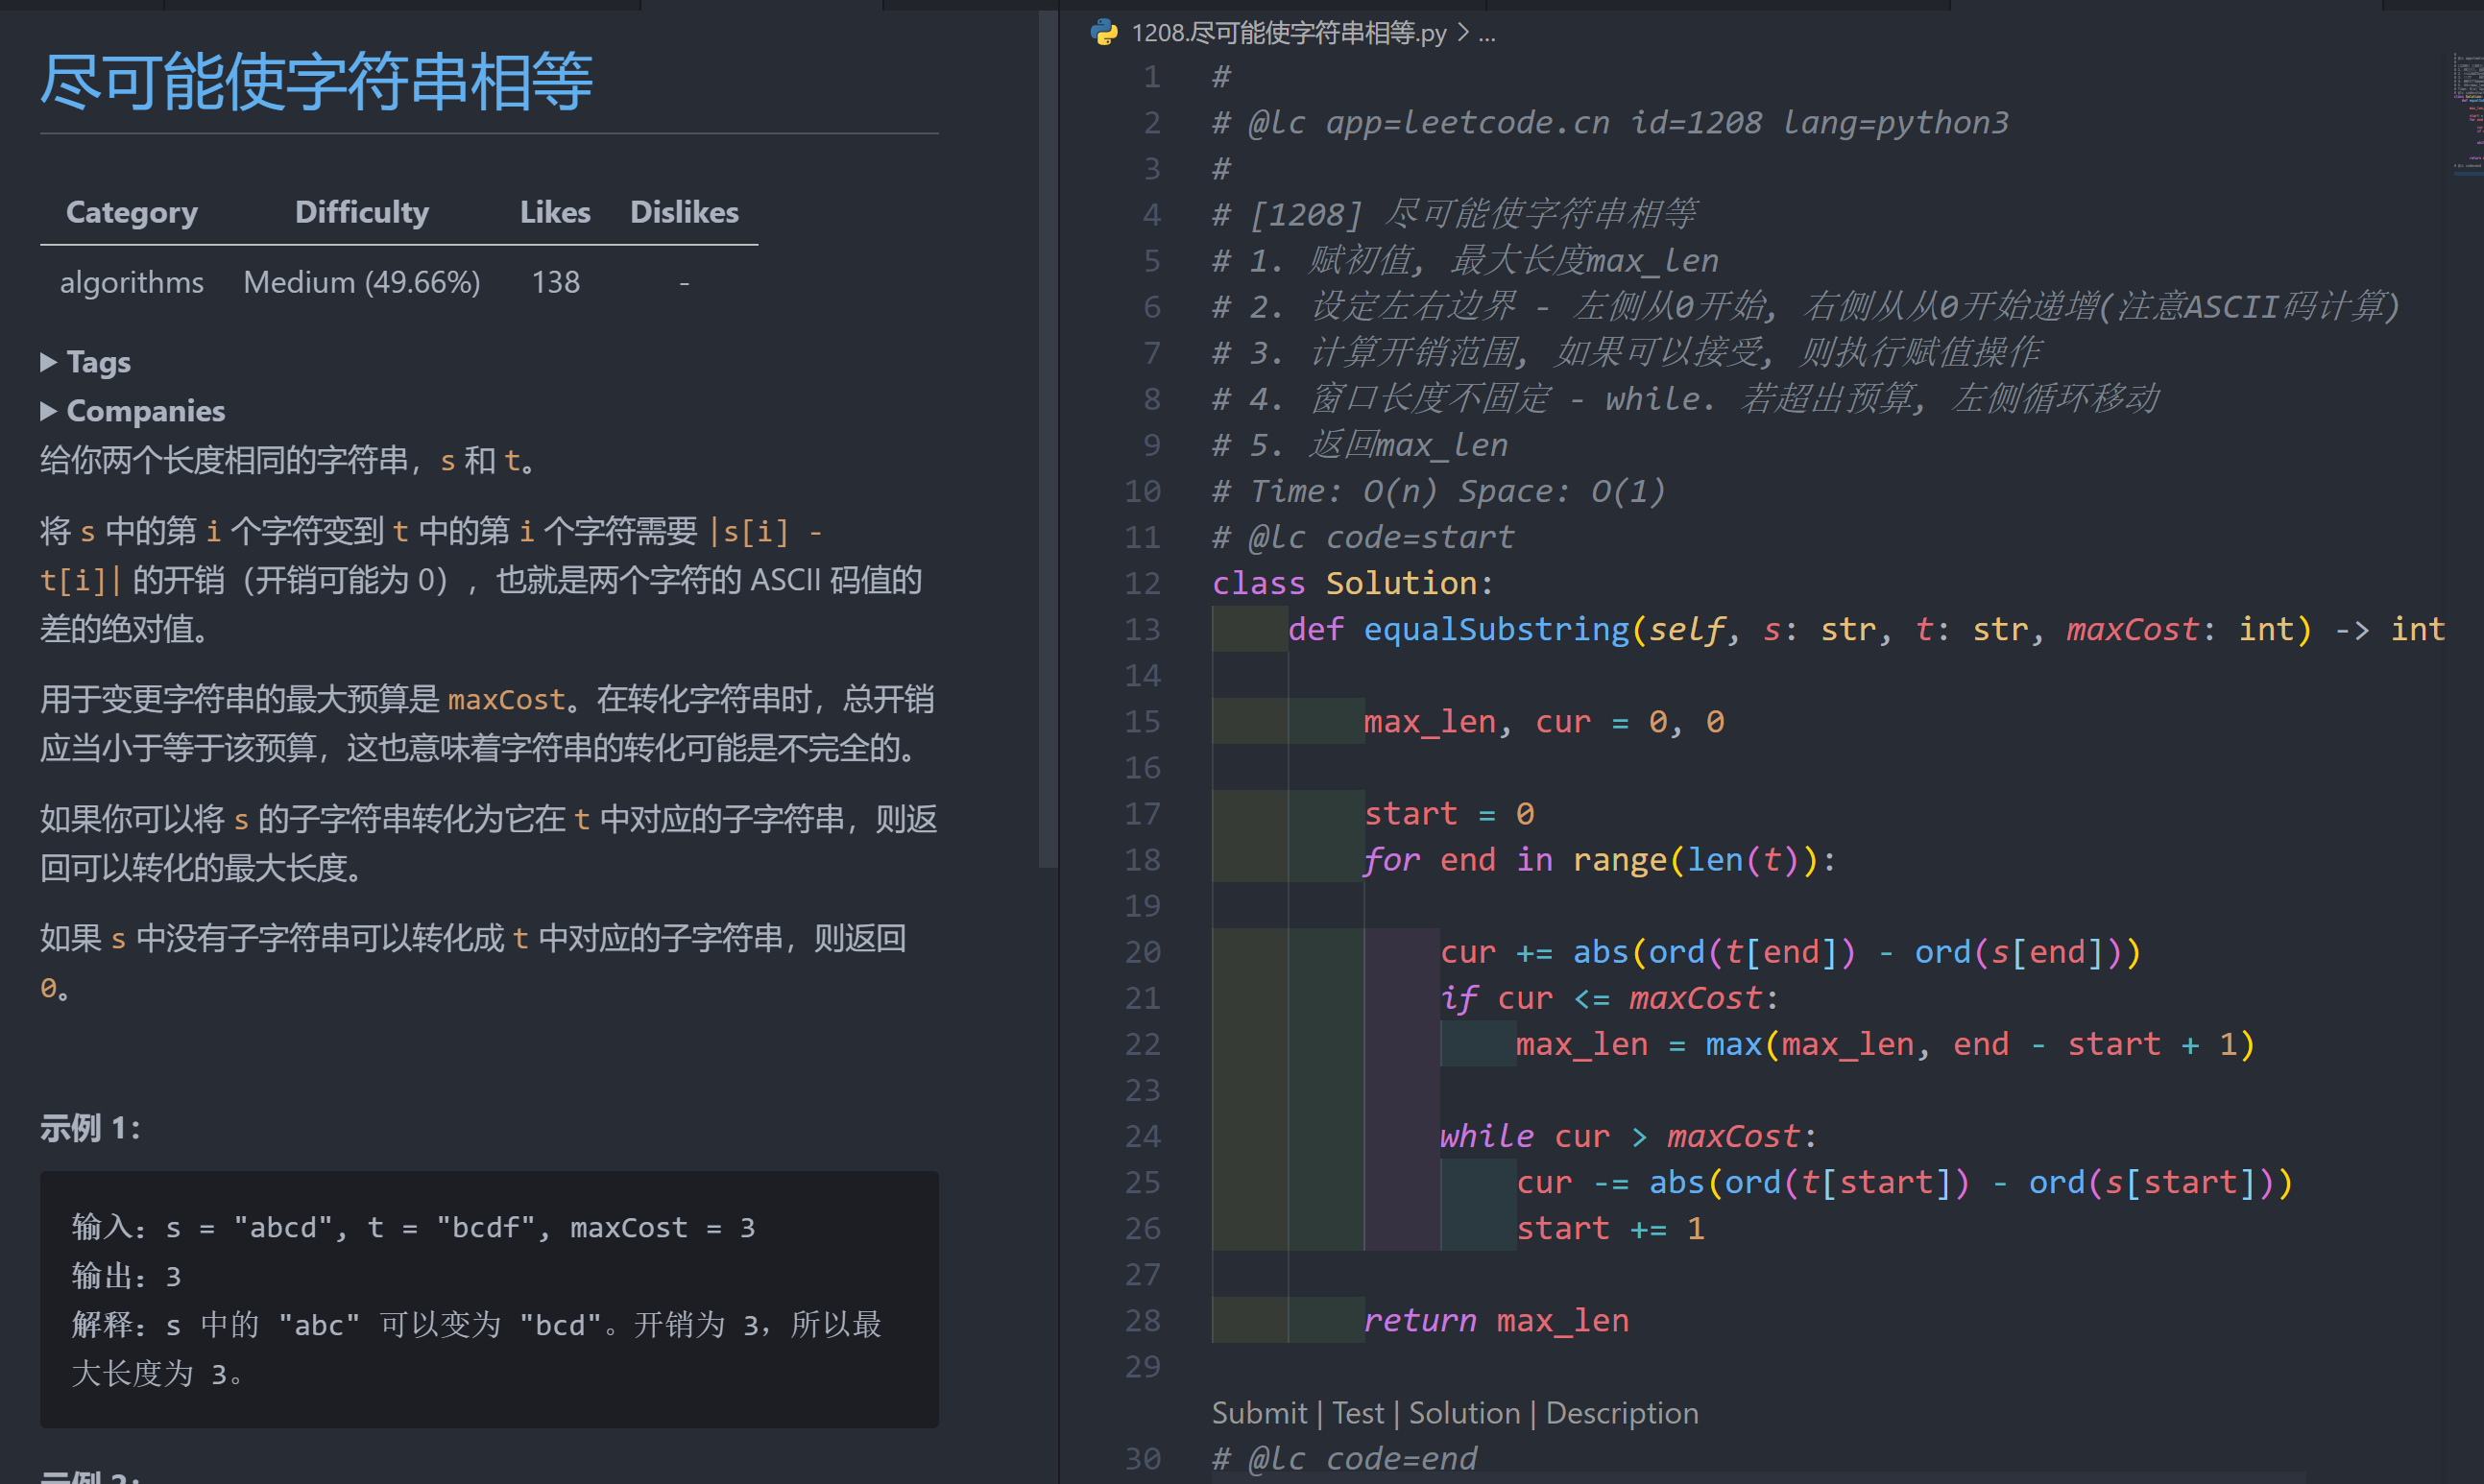 尽可能使字符串相等
Category Difficulty Likes Dislikes
algorithms Medium (49.66%) 138 -
Tags
Companies
给你两个长度相同的字符串，s 和 t。
将 s 中的第 i 个字符变到 t 中的第 i 个字符需要 |s[i] -
t[i]| 的开销（开销可能为 0），也就是两个字符的 ASCII 码值的
差的绝对值。
用于变更字符串的最大预算是 maxCost。在转化字符串时，总开销
应当小于等于该预算，这也意味着字符串的转化可能是不完全的。
如果你可以将 s 的子字符串转化为它在 t 中对应的子字符串，则返
回可以转化的最大长度。
如果 s 中没有子字符串可以转化成 t 中对应的子字符串，则返回
0。
示例 1：
输入：s = "abcd", t = "bcdf", maxCost = 3
输出：3
解释：s 中的 "abc" 可以变为 "bcd"。开销为 3，所以最
大长度为 3。
示例 2：
1208.尽可能使字符串相等.py > ...
1 #
2 # @lc app=leetcode.cn id=1208 lang=python3
3 #
4 # [1208] 尽可能使字符串相等
5 # 1. 赋初值, 最大长度max_len
6 # 2. 设定左右边界 - 左侧从0开始, 右侧从从0开始递增(注意ASCII码计算)
7 # 3. 计算开销范围, 如果可以接受, 则执行赋值操作
8 # 4. 窗口长度不固定 - while. 若超出预算, 左侧循环移动
9 # 5. 返回max_len
10 # Time: O(n) Space: O(1)
11 # @lc code=start
12 class Solution:
13 def equalSubstring(self, s: str, t: str, maxCost: int) -> int
14
15 max_len, cur = 0, 0
16
17 start = 0
18 for end in range(len(t)):
19
20 cur += abs(ord(t[end]) - ord(s[end]))
21 if cur <= maxCost:
22 max_len = max(max_len, end - start + 1)
23
24 while cur > maxCost:
25 cur -= abs(ord(t[start]) - ord(s[start]))
26 start += 1
27
28 return max_len
29
Submit | Test | Solution | Description
30 # @lc code=end